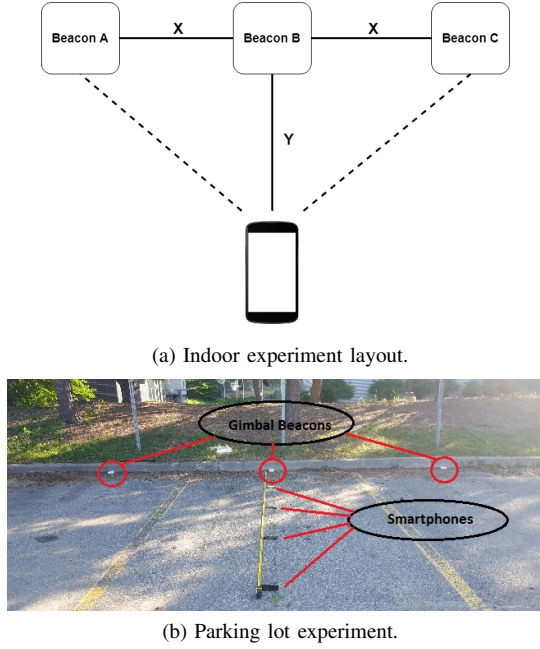 Beacon A
X
Beacon B
X
Beacon C
Y
(a) Indoor experiment layout.
Gimbal Beacons
Smartphones
(b) Parking lot experiment.